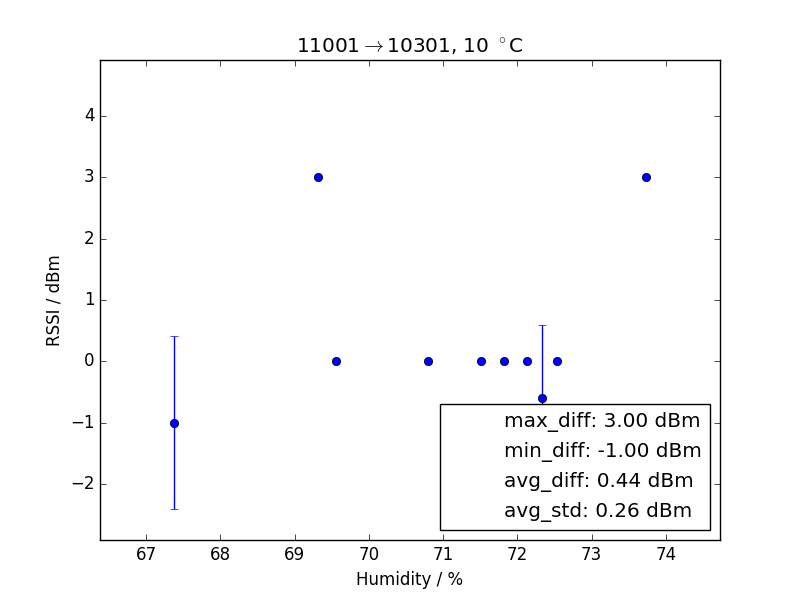 11001→10301, 10 °C
4
3
2
1
0
−1
−2
RSSI / dBm
max_diff: 3.00 dBm
min_diff: -1.00 dBm
avg_diff: 0.44 dBm
avg_std: 0.26 dBm
67 68 69 70 71 72 73 74
Humidity / %